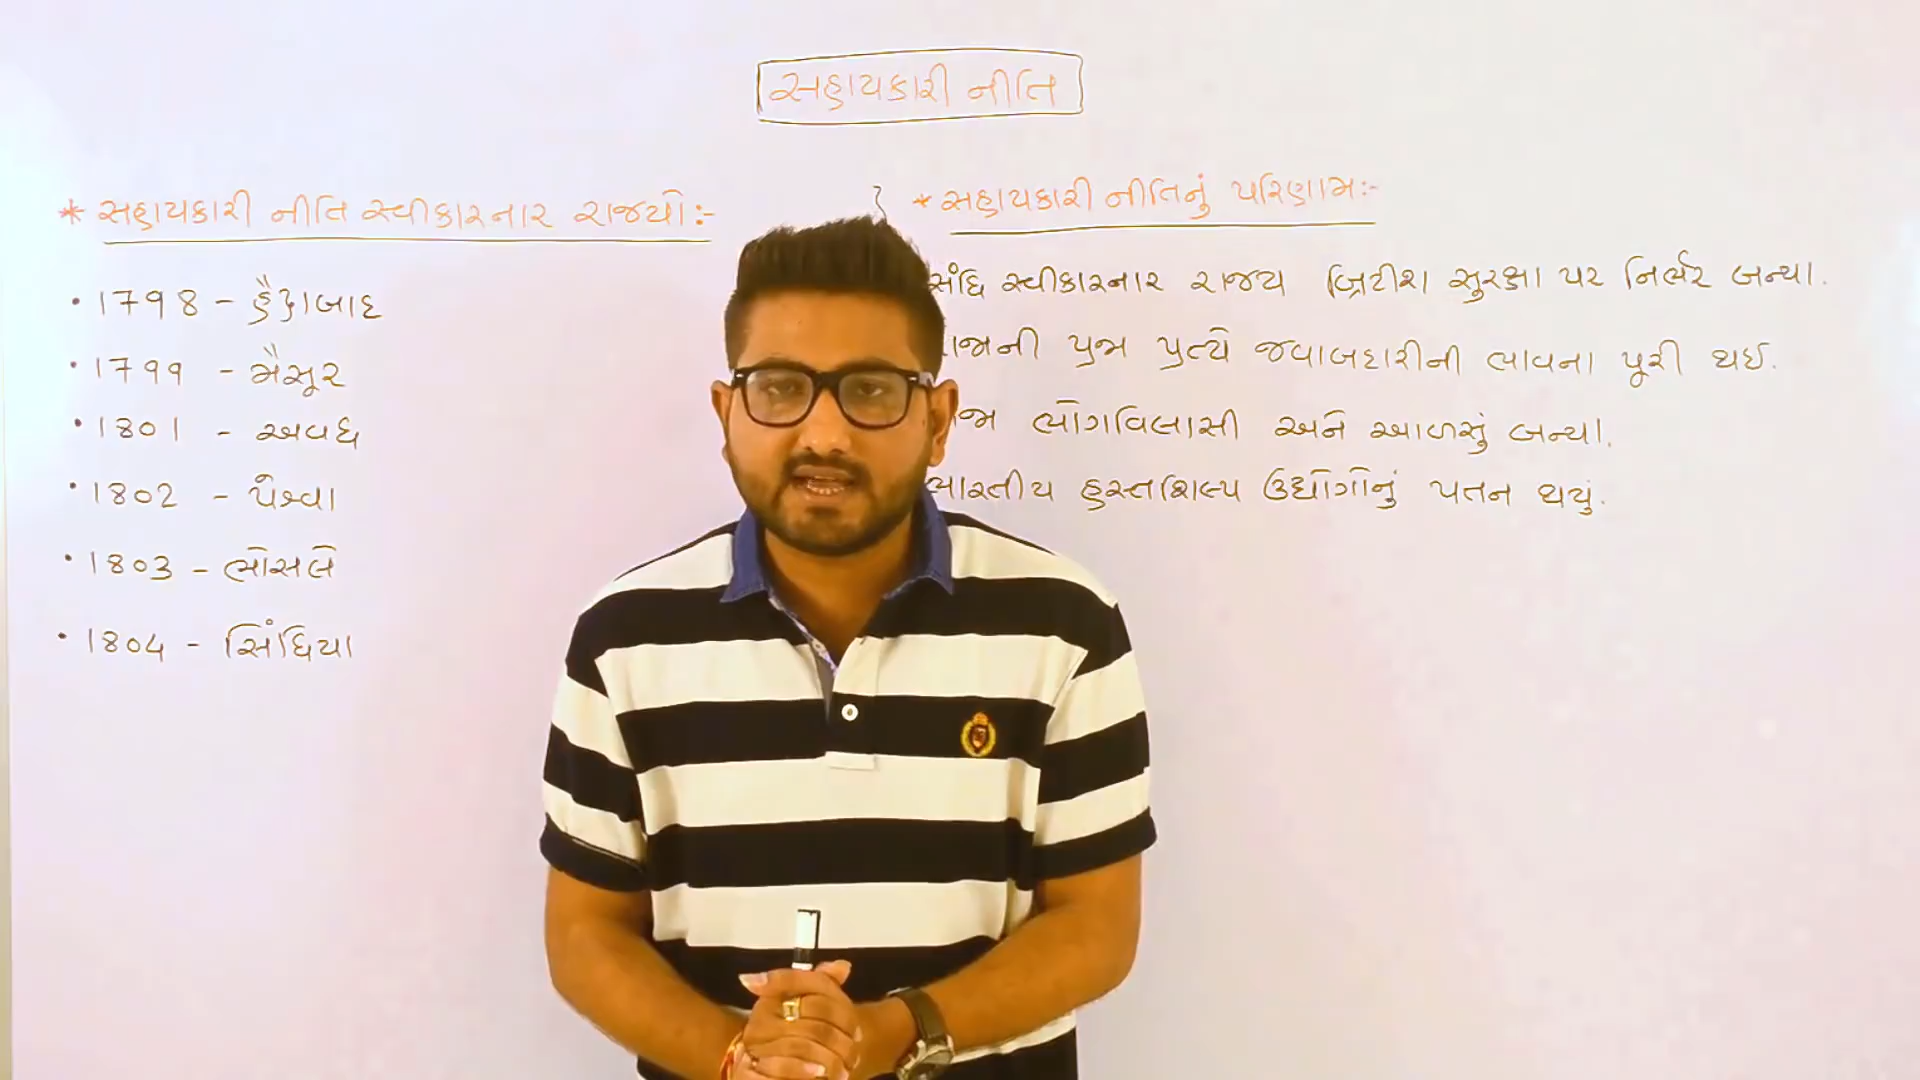 સહાયકારી નીતિ
* સહાયકારી નીતિ સ્વીકારનાર રાજ્યો :-
• 1798 - હૈદ્રાબાદ
• 1799 - મૈસૂર
• 1801 - અવધ
• 1802 - પેશ્વા
• 1803 - ભોંસલે
• 1804 - સિંધિયા
* સહાયકારી નીતિનું પરિણામ :-
સંધિ સ્વીકારનાર રાજ્ય બ્રિટીશ સુરક્ષા પર નિર્ભર બન્યા.
પ્રજા પ્રત્યે જવાબદારીની ભાવના પૂરી થઈ.
ભોગવિલાસી અને આળસું બન્યા.
ભારતીય હસ્તશિલ્પ ઉદ્યોગોનું પતન થયું.